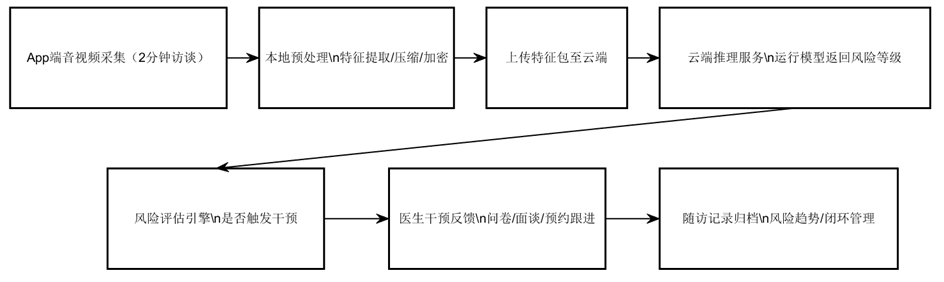 App端音视频采集（2分钟访谈）
本地预处理\n特征提取/压缩/加密
上传特征包至云端
云端推理服务\n运行模型返回风险等级
风险评估引擎\n是否触发干预
医生干预反馈\n问卷/面谈/预约跟进
随访记录归档\n风险趋势/闭环管理